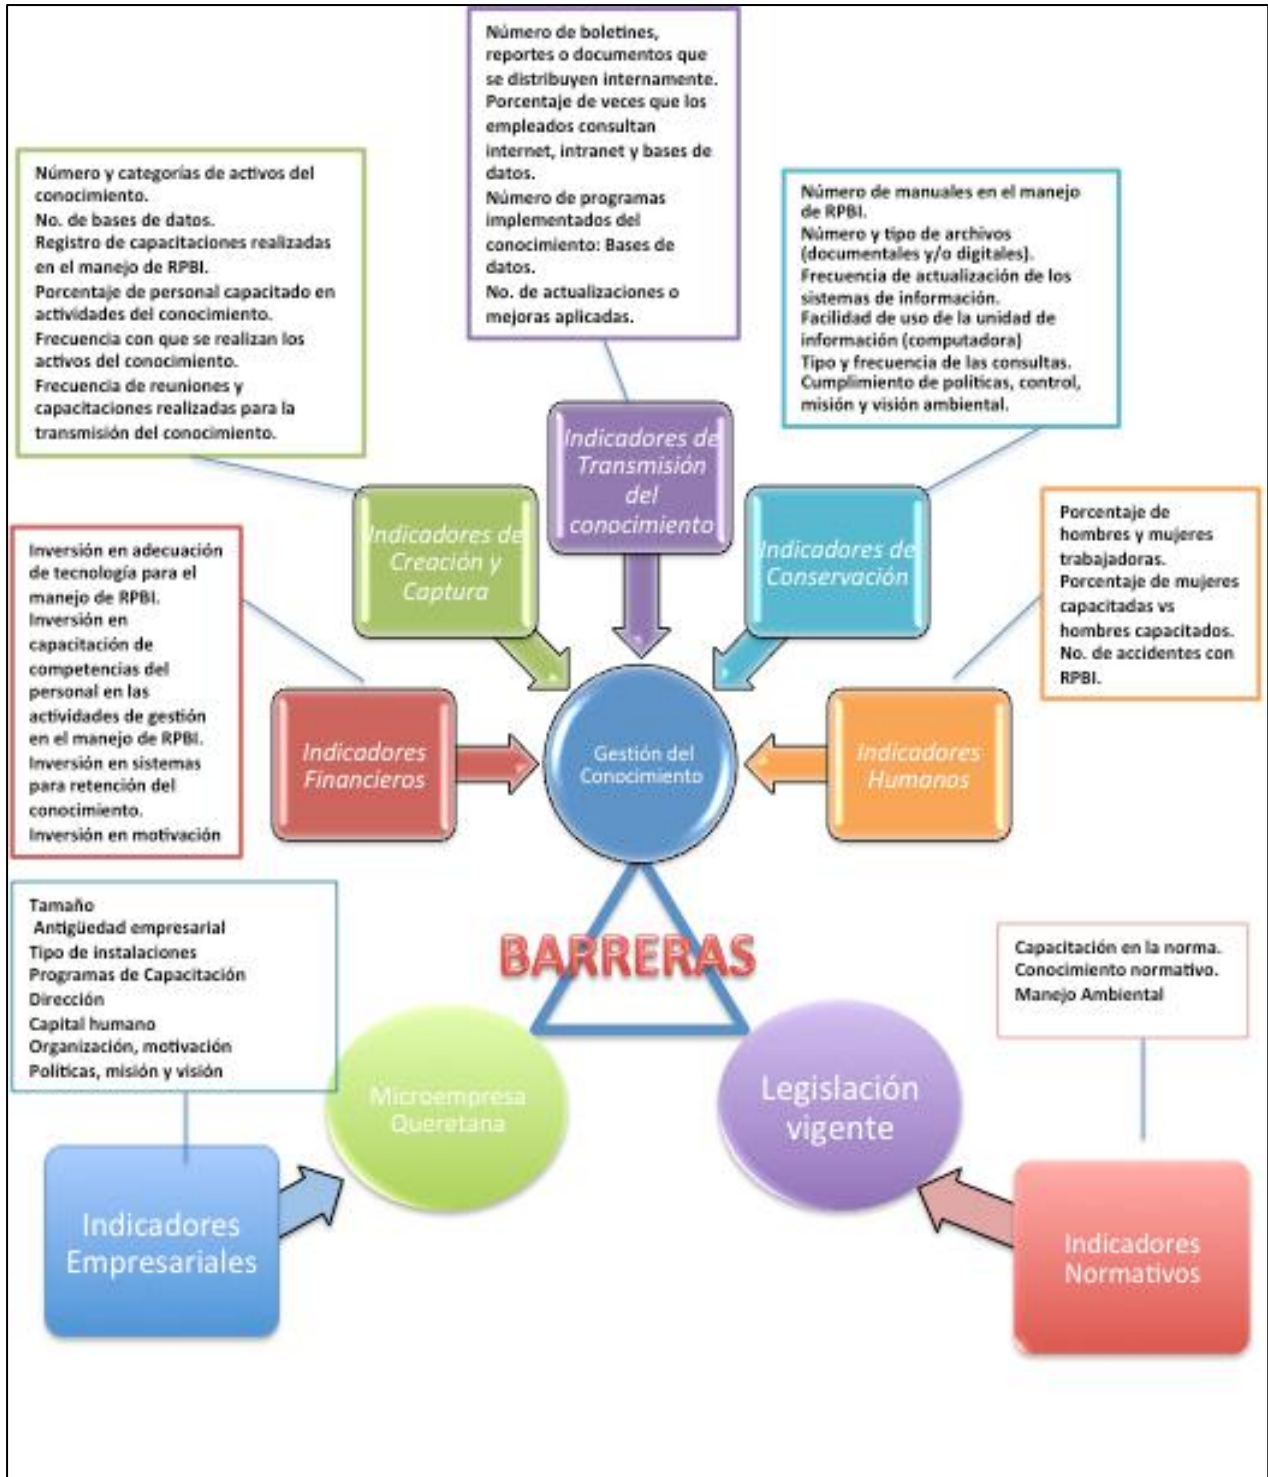 Número de boletines,
reportes o documentos que
se distribuyen internamente.
Porcentaje de veces que los
empleados consultan
internet, intranet y bases de
datos.
Número de programas
implementados del
conocimiento: Bases de
datos.
No. de actualizaciones o
mejoras aplicadas.
Número y categorías de activos del
conocimiento.
No. de bases de datos.
Registro de capacitaciones realizadas
en el manejo de RPBI.
Porcentaje de personal capacitado en
actividades del conocimiento.
Frecuencia con que se realizan los
activos del conocimiento.
Frecuencia de reuniones y
capacitaciones realizadas para la
transmisión del conocimiento.
Número de manuales en el manejo
de RPBI.
Número y tipo de archivos
(documentales y/o digitales).
Frecuencia de actualización de los
sistemas de información.
Facilidad de uso de la unidad de
información (computadora)
Tipo y frecuencia de las consultas.
Cumplimiento de políticas, control,
misión y visión ambiental.
Indicadores de
Transmisión
del
conocimiento
Indicadores de
Creación y
Captura
Indicadores de
Conservación
Inversión en adecuación
de tecnología para el
manejo de RPBI.
Inversión en
capacitación de
competencias del
personal en las
actividades de gestión
en el manejo de RPBI.
Inversión en sistemas
para retención del
conocimiento.
Inversión en motivación
Porcentaje de
hombres y mujeres
trabajadoras.
Porcentaje de mujeres
capacitadas vs
hombres capacitados.
No. de accidentes con
RPBI.
Indicadores
Financieros
Gestión del
Conocimiento
Indicadores
Humanos
Tamaño
Antigüedad empresarial
Tipo de instalaciones
Programas de Capacitación
Dirección
Capital humano
Organización, motivación
Políticas, misión y visión
BARRERAS
Capacitación en la norma.
Conocimiento normativo.
Manejo Ambiental
Microempresa
Queretana
Legislación
vigente
Indicadores
Empresariales
Indicadores
Normativos